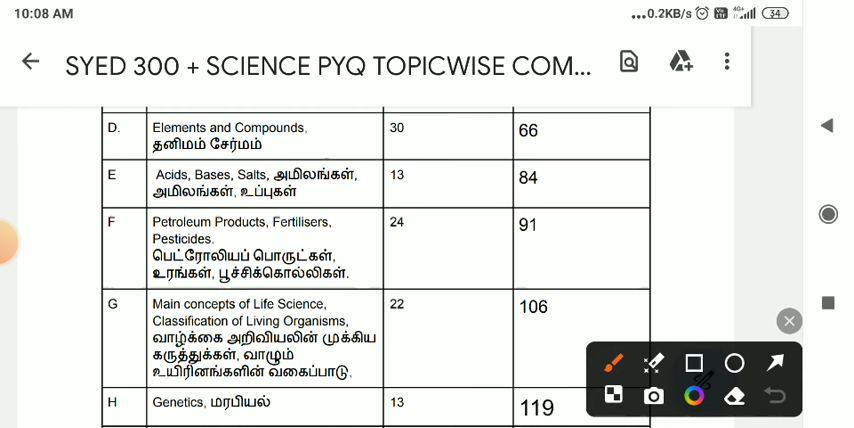 10:08 AM
...0.2KB/s
4G+
34
SYED 300 + SCIENCE PYQ TOPICWISE COM...
D.
Elements and Compounds,
தனிமம் சேர்மம்
30
66
E
Acids, Bases, Salts, அமிலங்கள்,
அமிலங்கள், உப்புகள்
13
84
F
Petroleum Products, Fertilisers,
Pesticides.
பெட்ரோலியப் பொருட்கள்,
உரங்கள், பூச்சிக்கொல்லிகள்.
24
91
G
Main concepts of Life Science,
Classification of Living Organisms,
வாழ்க்கை அறிவியலின் முக்கிய
கருத்துக்கள், வாழும்
உயிரினங்களின் வகைப்பாடு,
22
106
H
Genetics, மரபியல்
13
119